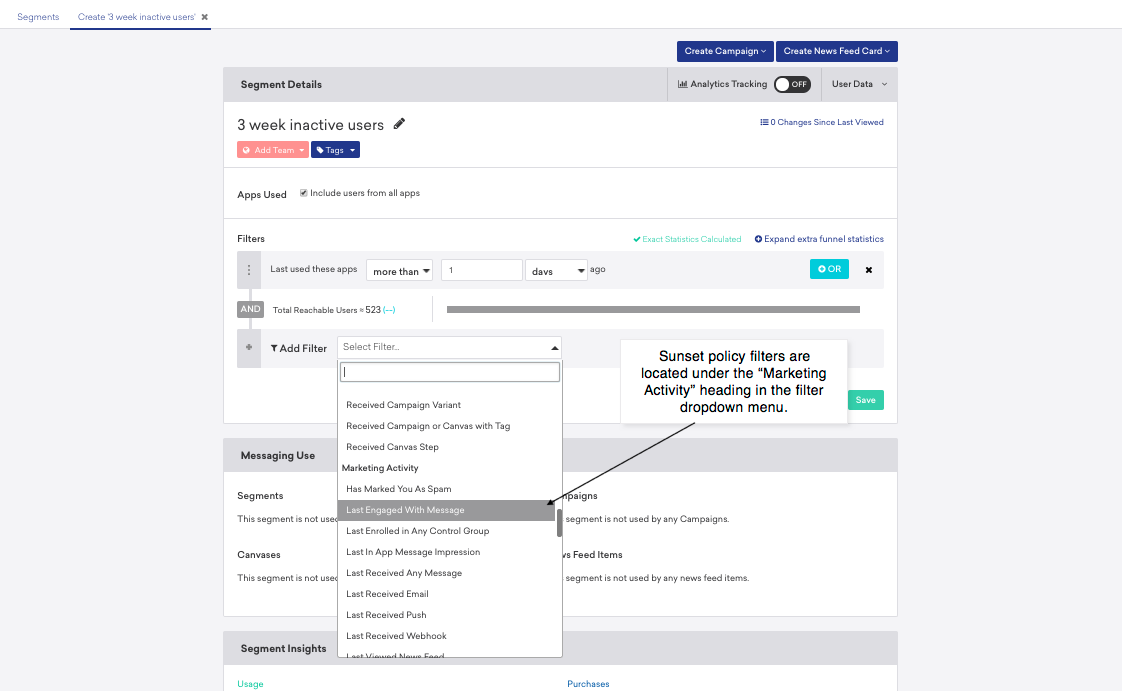 Segments
Create '3 week inactive users' ✖
Create Campaign
Create News Feed Card
Segment Details
Analytics Tracking OFF
User Data
3 week inactive users
0 Changes Since Last Viewed
Add Team
Tags
Apps Used
Include users from all apps
Filters
Exact Statistics Calculated
Expand extra funnel statistics
Last used these apps more than 1 days ago
OR
AND
Total Reachable Users ≈ 523 (--)
Add Filter
Select Filter...
Sunset policy filters are
located under the “Marketing
Activity” heading in the filter
dropdown menu.
Save
Received Campaign Variant
Received Campaign or Canvas with Tag
Received Canvas Step
Marketing Activity
Has Marked You As Spam
Last Engaged With Message
Last Enrolled in Any Control Group
Last In App Message Impression
Last Received Any Message
Last Received Email
Last Received Push
Last Received Webhook
Last Viewed News Feed
Messaging Use
Segments
This segment is not used
segment is not used by any Campaigns.
Canvases
This segment is not used
News Feed Items
segment is not used by any news feed items.
Segment Insights
Usage
Purchases